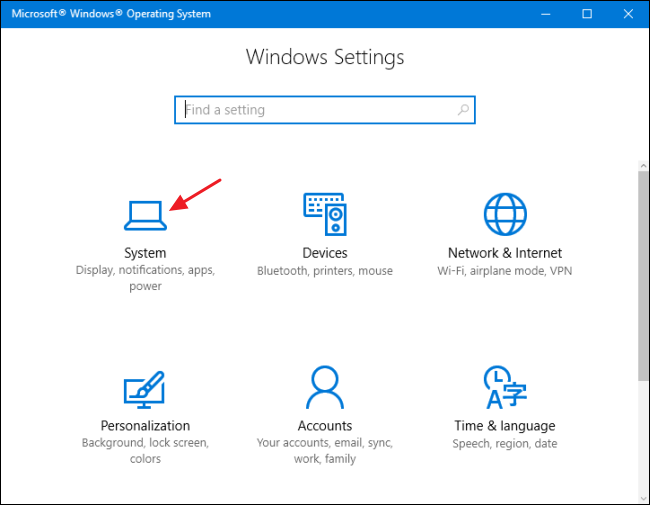 Microsoft® Windows® Operating System
Windows Settings
Find a setting
System
Display, notifications, apps,
power
Devices
Bluetooth, printers, mouse
Network & Internet
Wi-Fi, airplane mode, VPN
Personalization
Background, lock screen,
colors
Accounts
Your accounts, email, sync,
work, family
Time & language
Speech, region, date